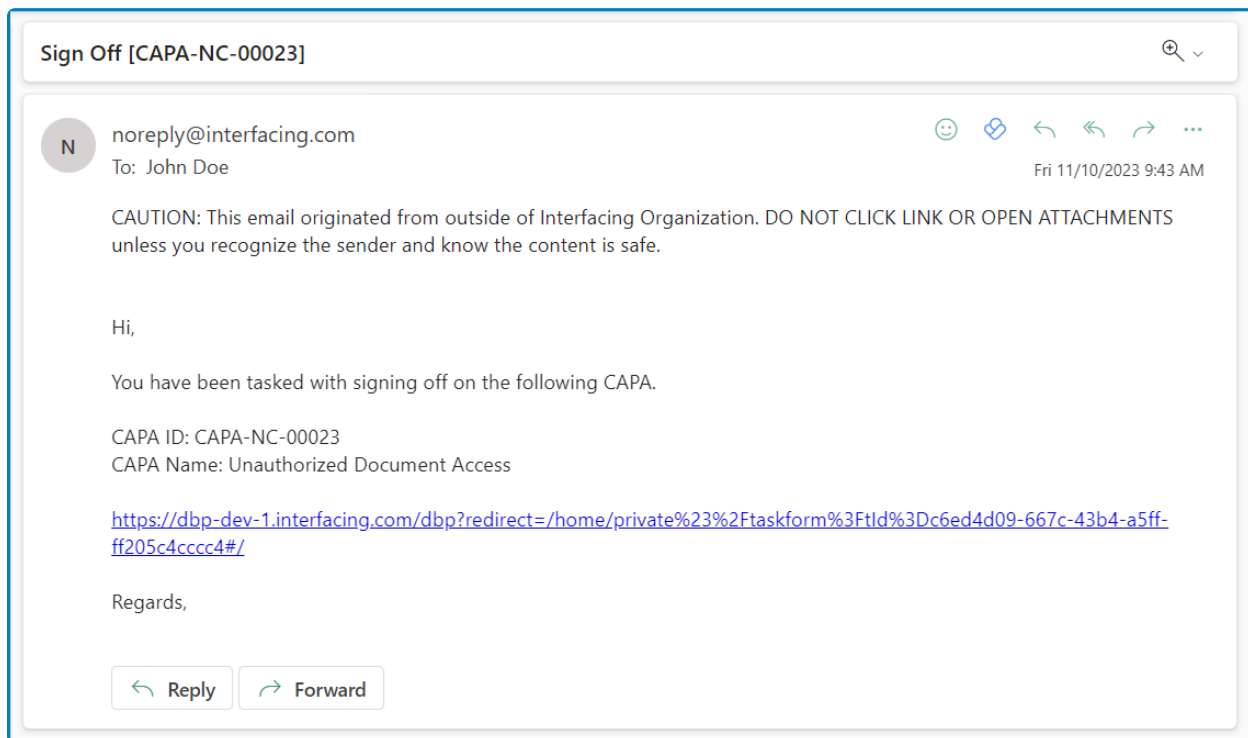 Sign Off [CAPA-NC-00023]
N
noreply@interfacing.com
To: John Doe
Fri 11/10/2023 9:43 AM
CAUTION: This email originated from outside of Interfacing Organization. DO NOT CLICK LINK OR OPEN ATTACHMENTS
unless you recognize the sender and know the content is safe.
Hi,
You have been tasked with signing off on the following CAPA.
CAPA ID: CAPA-NC-00023
CAPA Name: Unauthorized Document Access
https://dbp-dev-1.interfacing.com/dbp?redirect=/home/private%23%2Ftaskform%3FtId%3Dc6ed4d09-667c-43b4-a5ff-
ff205c4cccc4#/
Regards,
Reply
Forward